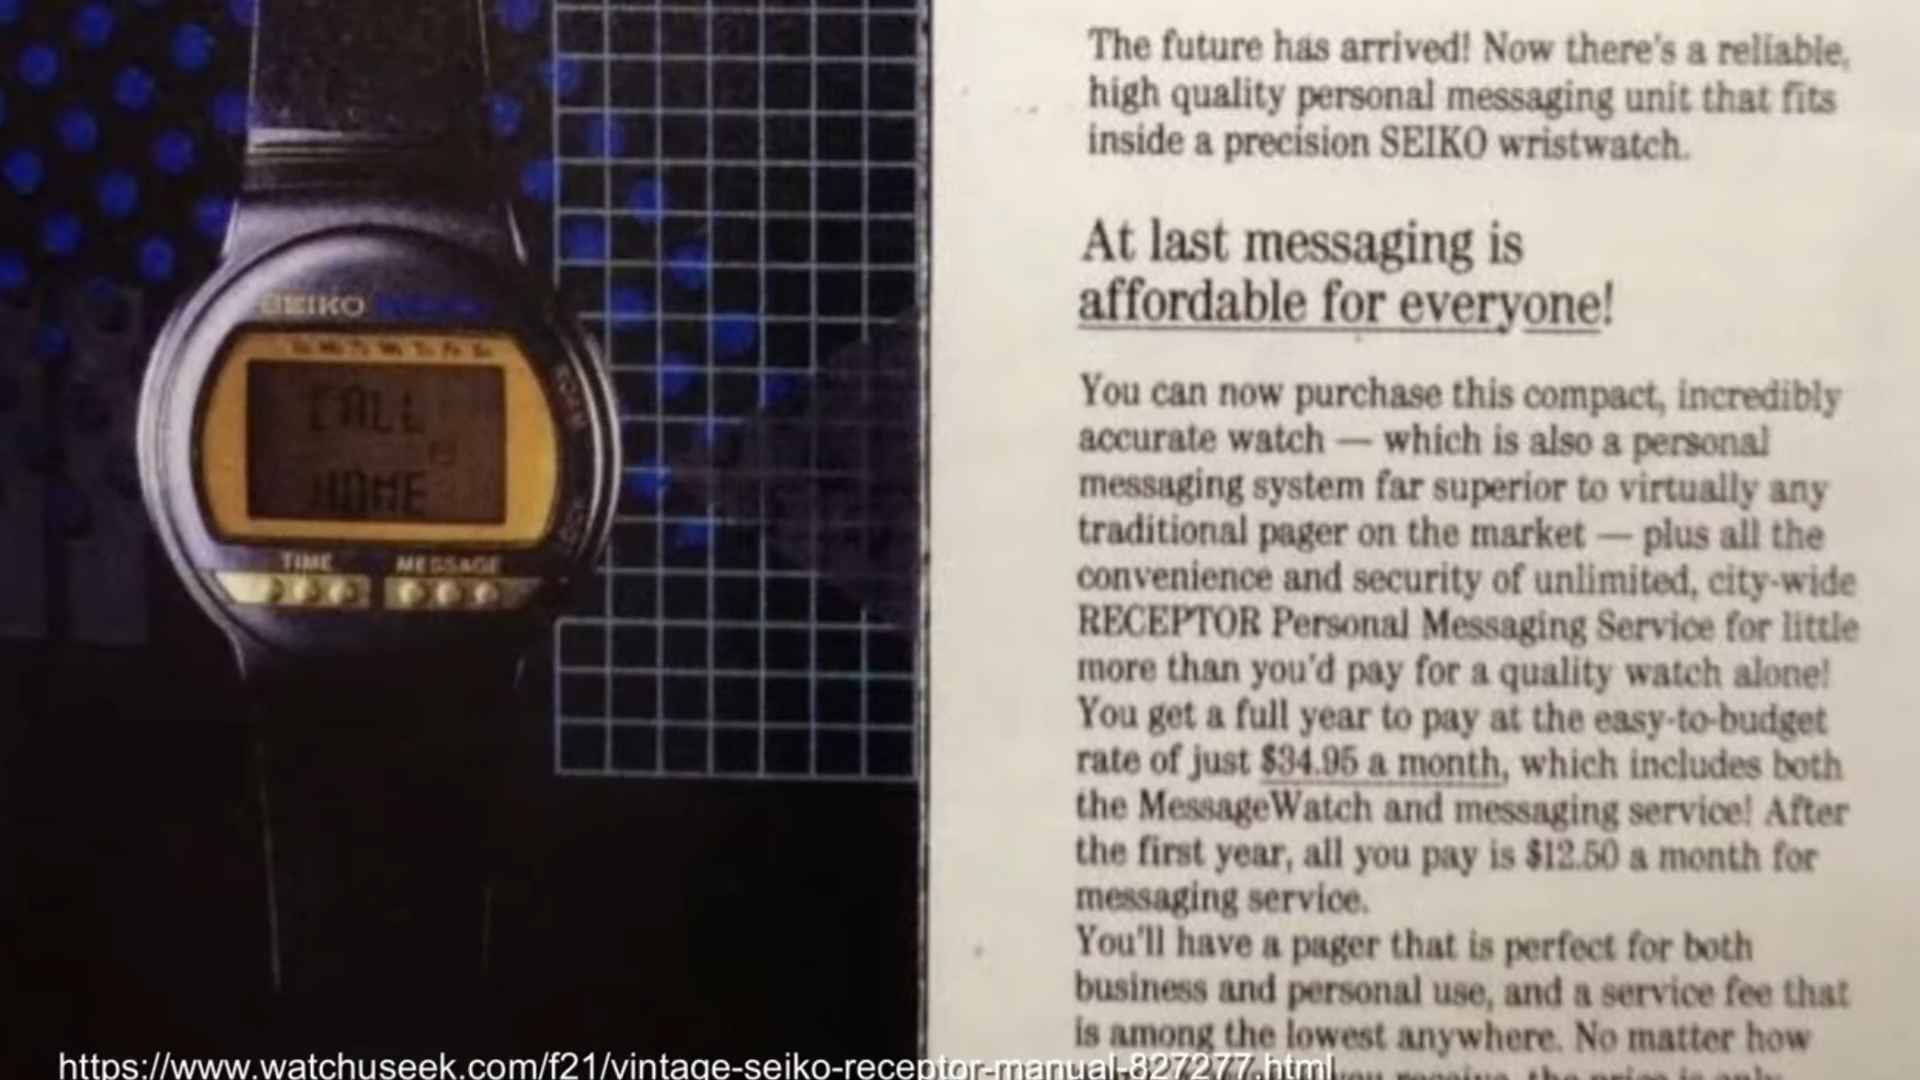 SEIKO
CALL
HOME
TIME MESSAGE
The future has arrived! Now there's a reliable,
high quality personal messaging unit that fits
inside a precision SEIKO wristwatch.
At last messaging is
affordable for everyone!
You can now purchase this compact, incredibly
accurate watch — which is also a personal
messaging system far superior to virtually any
traditional pager on the market — plus all the
convenience and security of unlimited, city-wide
RECEPTOR Personal Messaging Service for little
more than you'd pay for a quality watch alone!
You get a full year to pay at the easy-to-budget
rate of just $34.95 a month, which includes both
the MessageWatch and messaging service! After
the first year, all you pay is $12.50 a month for
messaging service.
You'll have a pager that is perfect for both
business and personal use, and a service fee that
is among the lowest anywhere. No matter how
you receive, the price is only
https://www.watchuseek.com/f21/vintage-seiko-receptor-manual-827277.html